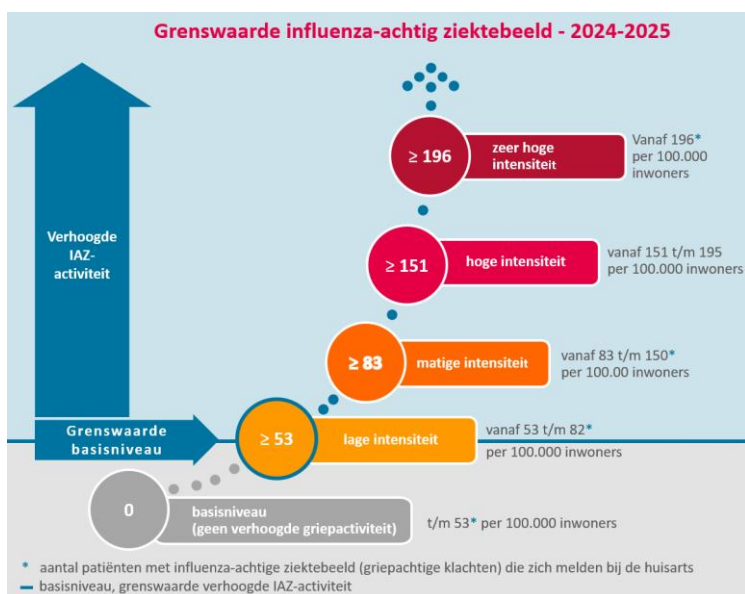 Grenswaarde influenza-achtig ziektebeeld - 2024-2025
≥ 196
zeer hoge
intensiteit
Vanaf 196*
per 100.000
inwoners
Verhoogde
IAZ-
activiteit
≥ 151
hoge intensiteit
vanaf 151 t/m 195
per 100.000 inwoners
≥ 83
matige intensiteit
vanaf 83 t/m 150*
per 100.00 inwoners
Grenswaarde
basisniveau
≥ 53
lage intensiteit
vanaf 53 t/m 82*
per 100.000 inwoners
0
basisniveau
(geen verhoogde griepactiviteit)
t/m 53* per 100.000 inwoners
* aantal patiënten met influenza-achtige ziektebeeld (griepachtige klachten) die zich melden bij de huisarts
basisniveau, grenswaarde verhoogde IAZ-activiteit